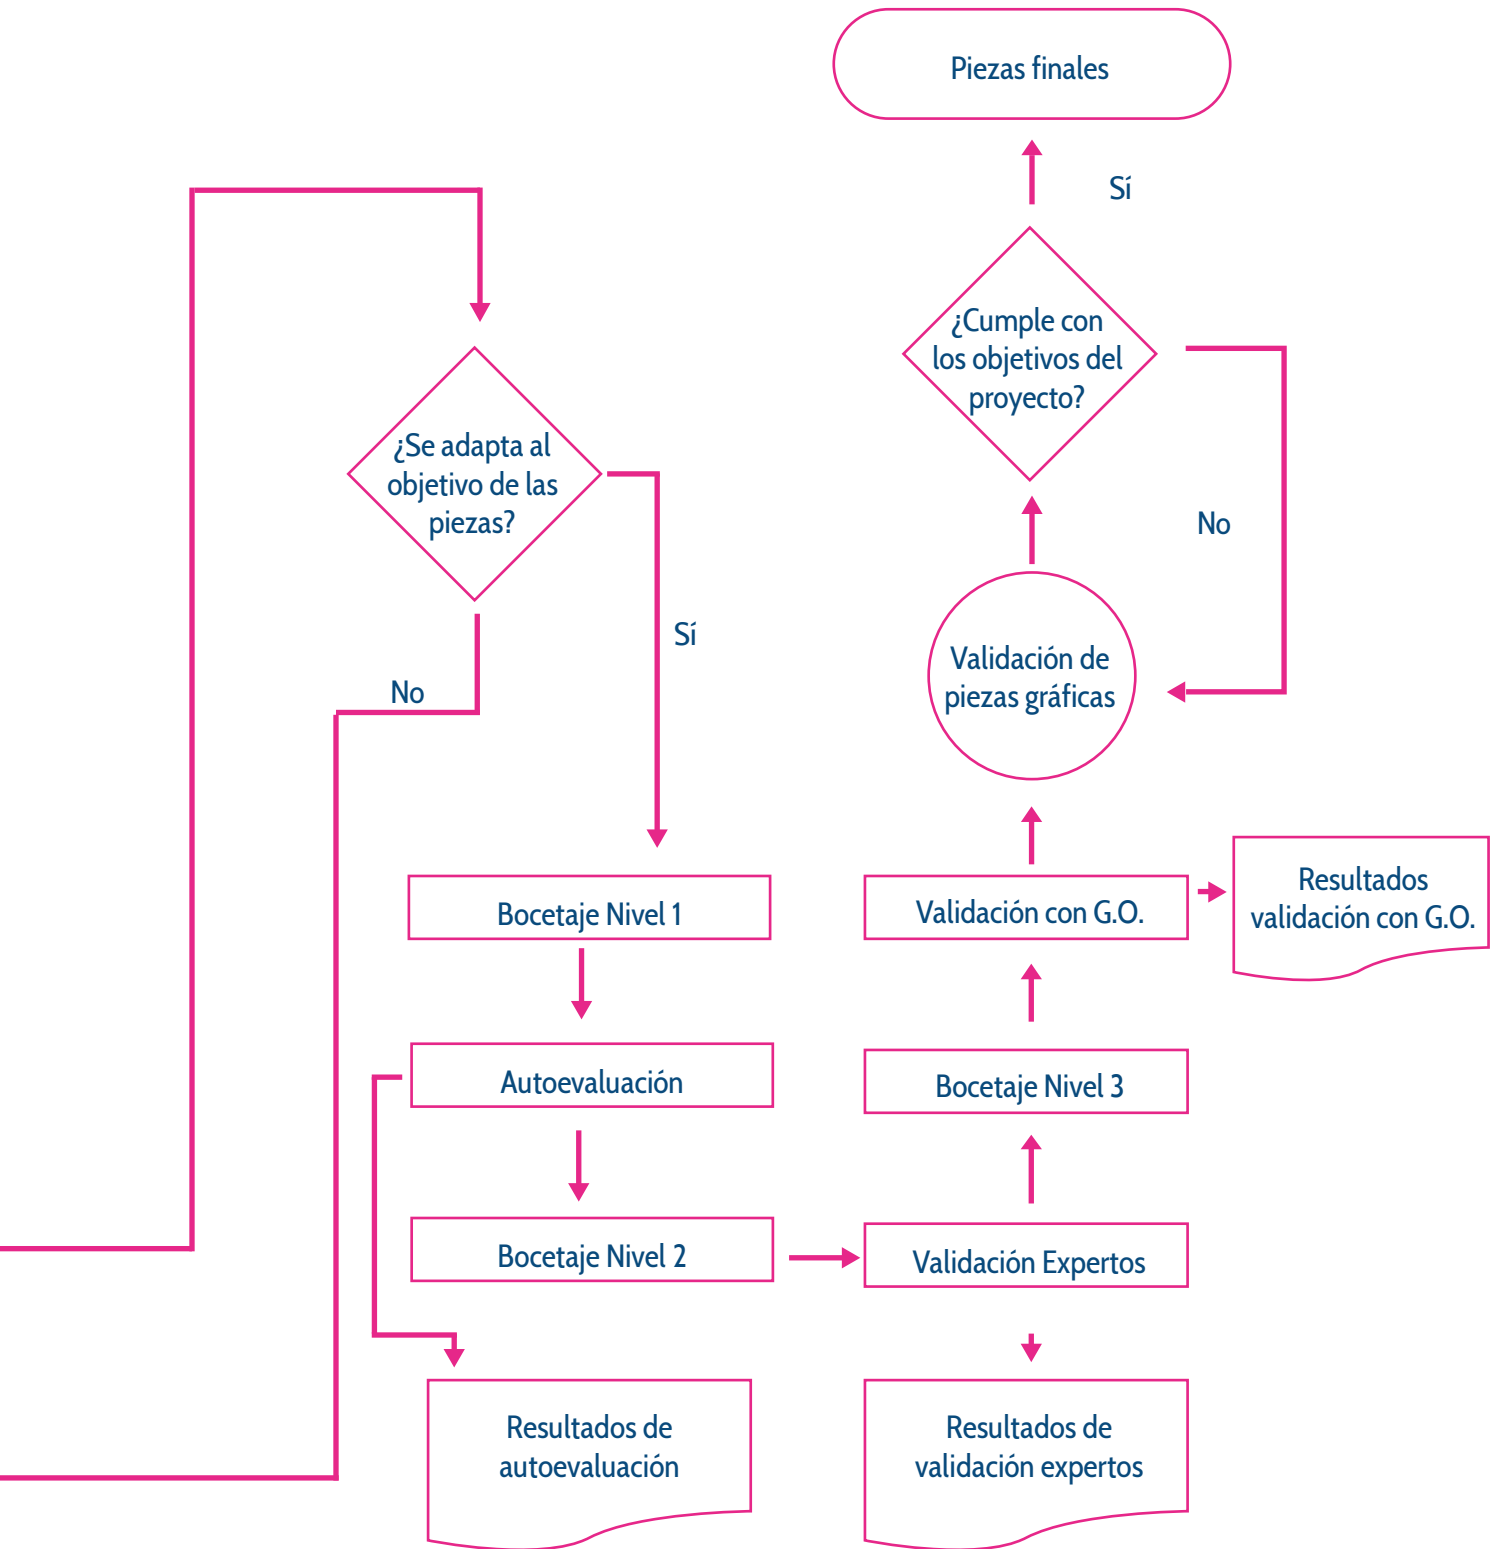 Piezas finales
Sí
¿Cumple con
los objetivos del
proyecto?
No
Validación de
piezas gráficas
¿Se adapta al
objetivo de las
piezas?
Sí
No
Bocetaje Nivel 1
Autoevaluación
Bocetaje Nivel 2
Resultados de
autoevaluación
Validación con G.O.
Resultados
validación con G.O.
Bocetaje Nivel 3
Validación Expertos
Resultados de
validación expertos